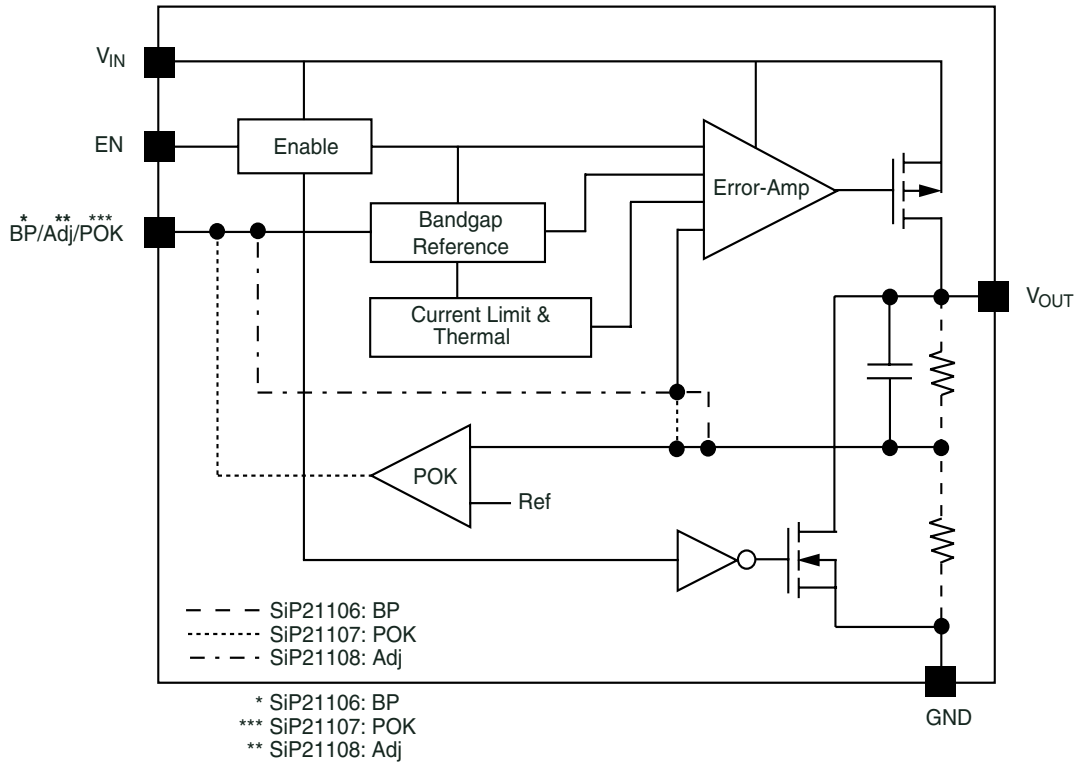 VIN
EN
Enable
Error-Amp
* ** ***
BP/Adj/POK
Bandgap
Reference
VOUT
Current Limit &
Thermal
POK
Ref
SiP21106: BP
SiP21107: POK
SiP21108: Adj
* SiP21106: BP
*** SiP21107: POK
** SiP21108: Adj
GND